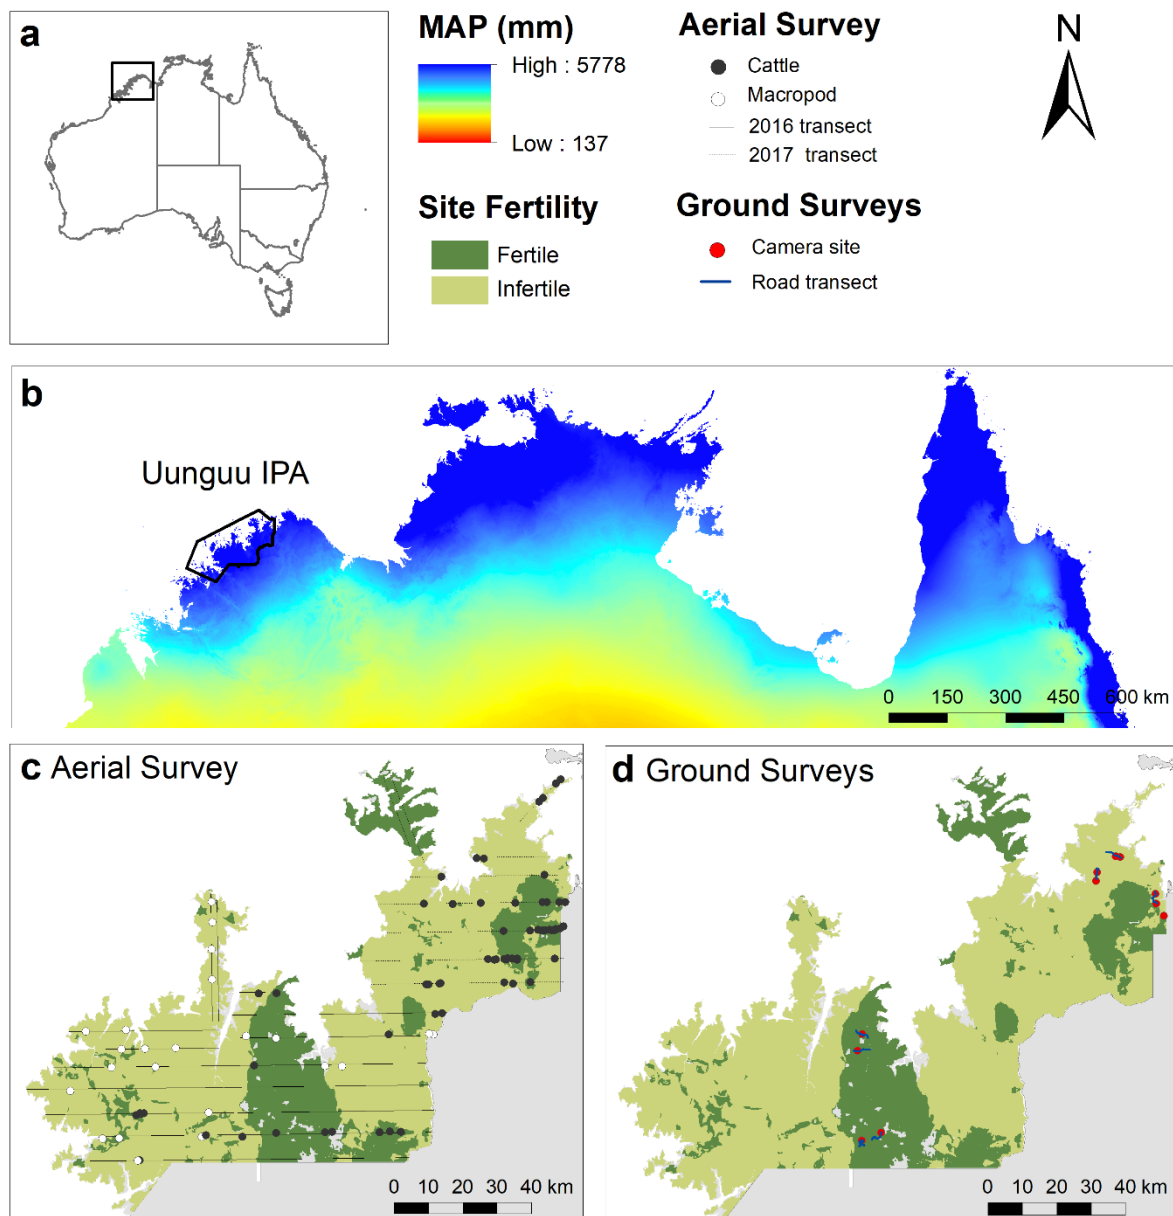 a
MAP (mm)
High : 5778
Low : 137
Site Fertility
Fertile
Infertile
Aerial Survey
Cattle
Macropod
2016 transect
2017 transect
Ground Surveys
Camera site
Road transect
N
b
Uunguu IPA
0 150 300 450 600 km
c Aerial Survey
0 10 20 30 40 km
d Ground Surveys
0 10 20 30 40 km